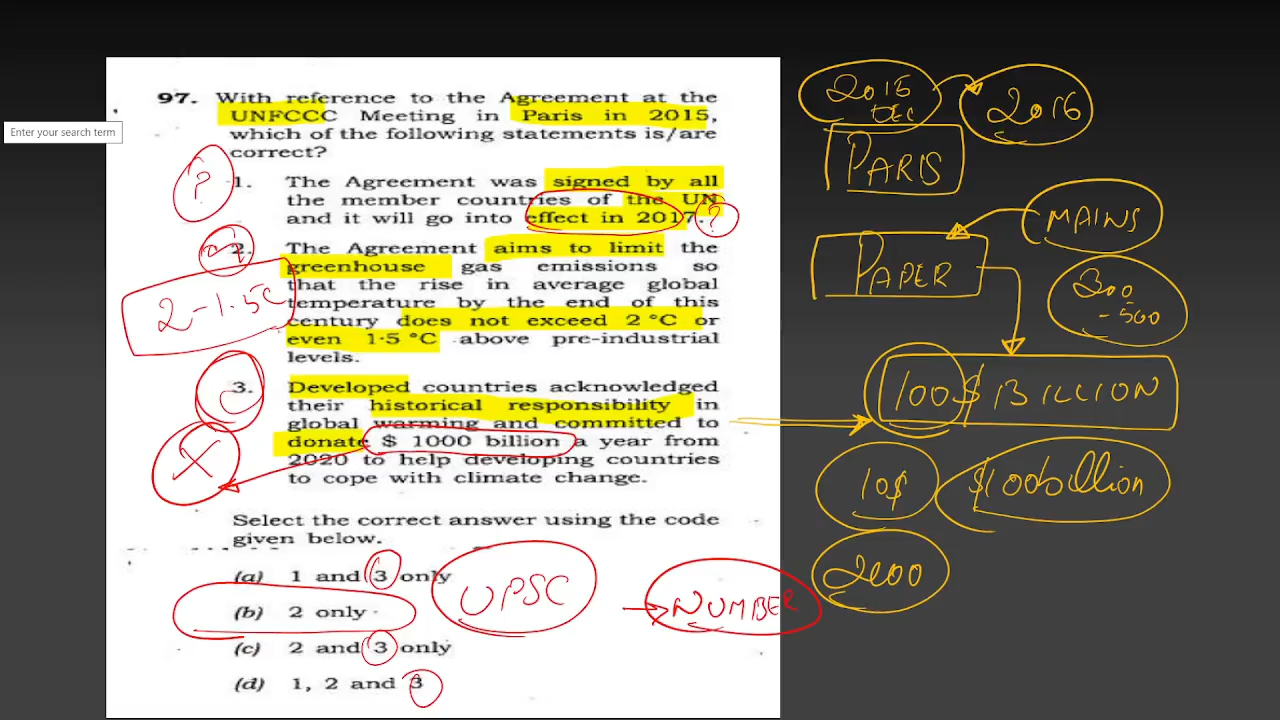 97. With reference to the Agreement at the
UNFCCC Meeting in Paris in 2015,
which of the following statements is/are
correct?
Enter your search term
?
1. The Agreement was signed by all
the member countries of the UN
and it will go into effect in 2017. ?
2. The Agreement aims to limit the
greenhouse gas emissions so
that the rise in average global
temperature by the end of this
century does not exceed 2 °C or
even 1·5 °C above pre-industrial
levels.
2-1.5C
3. Developed countries acknowledged
their historical responsibility in
global warming and committed to
donate $ 1000 billion a year from
2020 to help developing countries
to cope with climate change.
X
Select the correct answer using the code
given below.
(a) 1 and 3 only
(b) 2 only
(c) 2 and 3 only
(d) 1, 2 and 3
UPSC
NUMBER
2015
DEC
2016
PARIS
MAINS
PAPER
300
-500
100 $ BILLION
10$
$100billion